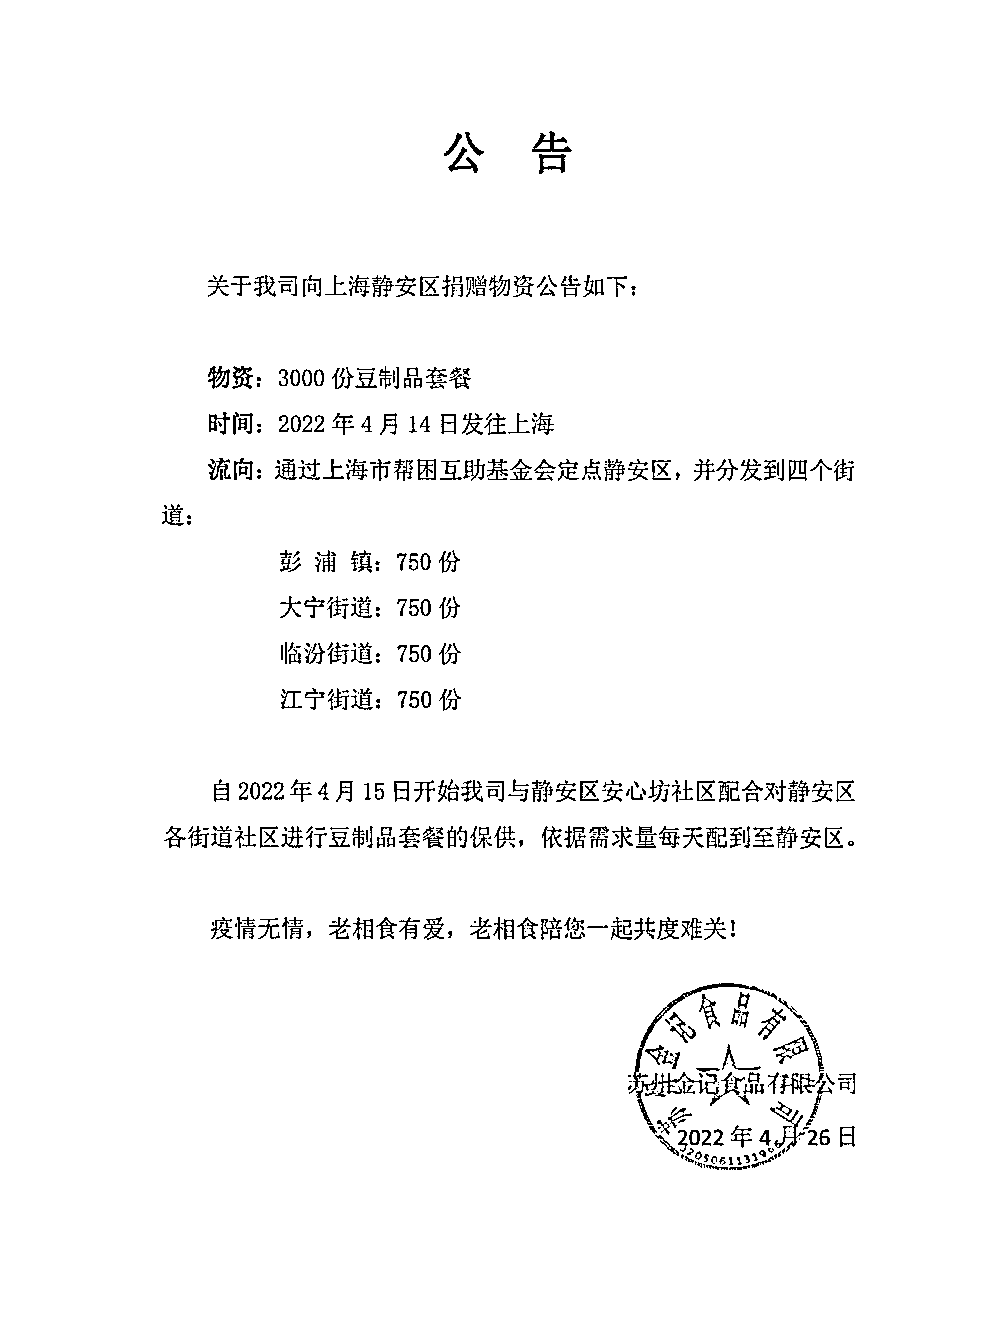 公 告
关于我司向上海静安区捐赠物资公告如下：
物资：3000 份豆制品套餐
时间：2022 年 4 月 14 日发往上海
流向：通过上海市帮困互助基金会定点静安区，并分发到四个街
道：
彭 浦 镇：750 份
大宁街道：750 份
临汾街道：750 份
江宁街道：750 份
自 2022 年 4 月 15 日开始我司与静安区安心坊社区配合对静安区
各街道社区进行豆制品套餐的保供，依据需求量每天配到至静安区。
疫情无情，老相食有爱，老相食陪您一起共度难关！
苏州金记食品有限公司
2022 年 4 月 26 日
金记食品有限